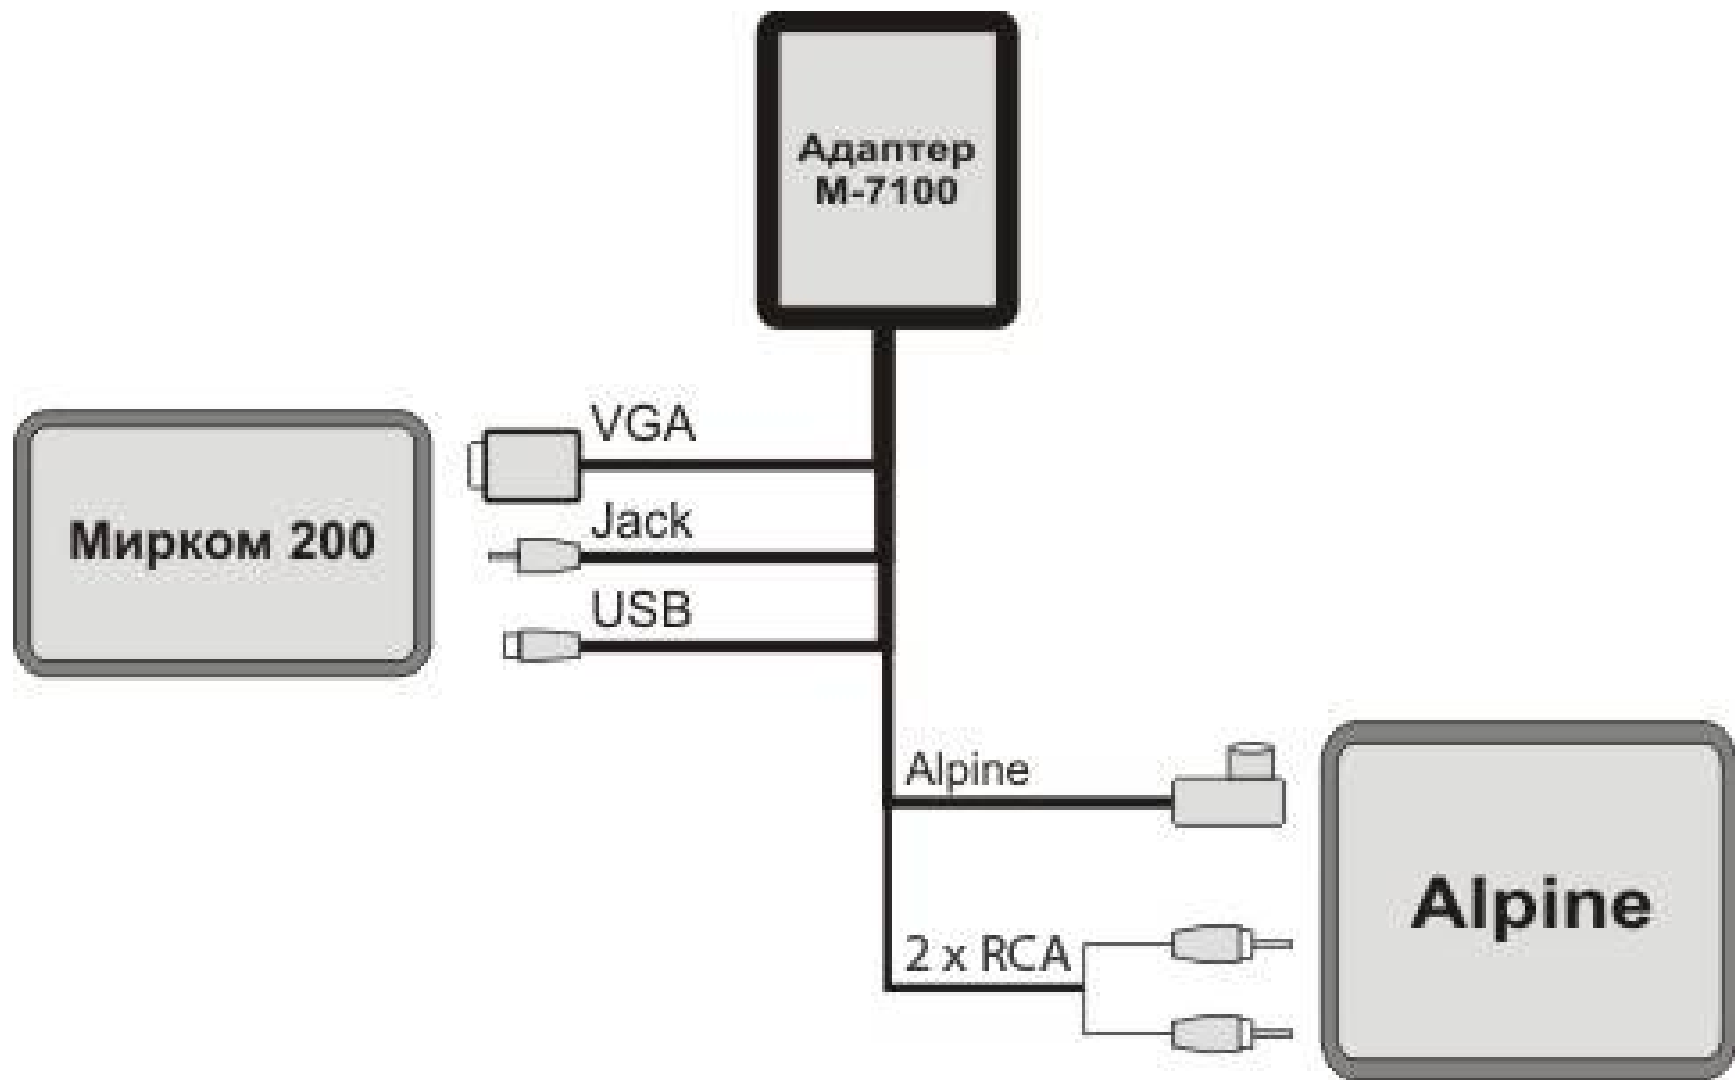 Адаптер
М-7100
VGA
Jack
USB
Мирком 200
Alpine
2 x RCA
Alpine